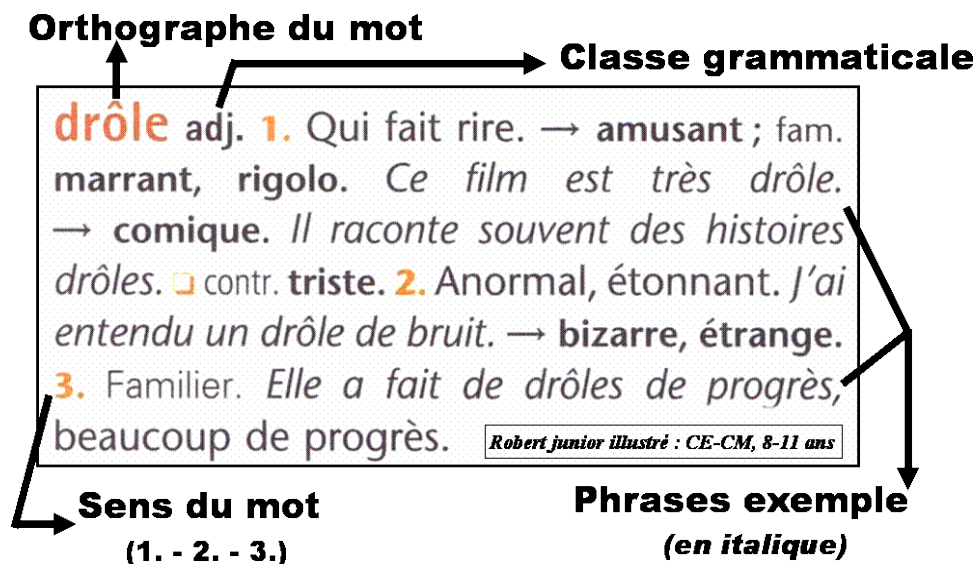 Orthographe du mot
Classe grammaticale
drôle adj. 1. Qui fait rire. → amusant ; fam.
marrant, rigolo. Ce film est très drôle.
→ comique. Il raconte souvent des histoires
drôles. ❑ contr. triste. 2. Anormal, étonnant. J'ai
entendu un drôle de bruit. → bizarre, étrange.
3. Familier. Elle a fait de drôles de progrès,
beaucoup de progrès.
Robert junior illustré : CE-CM, 8-11 ans
Sens du mot
(1. - 2. - 3.)
Phrases exemple
(en italique)